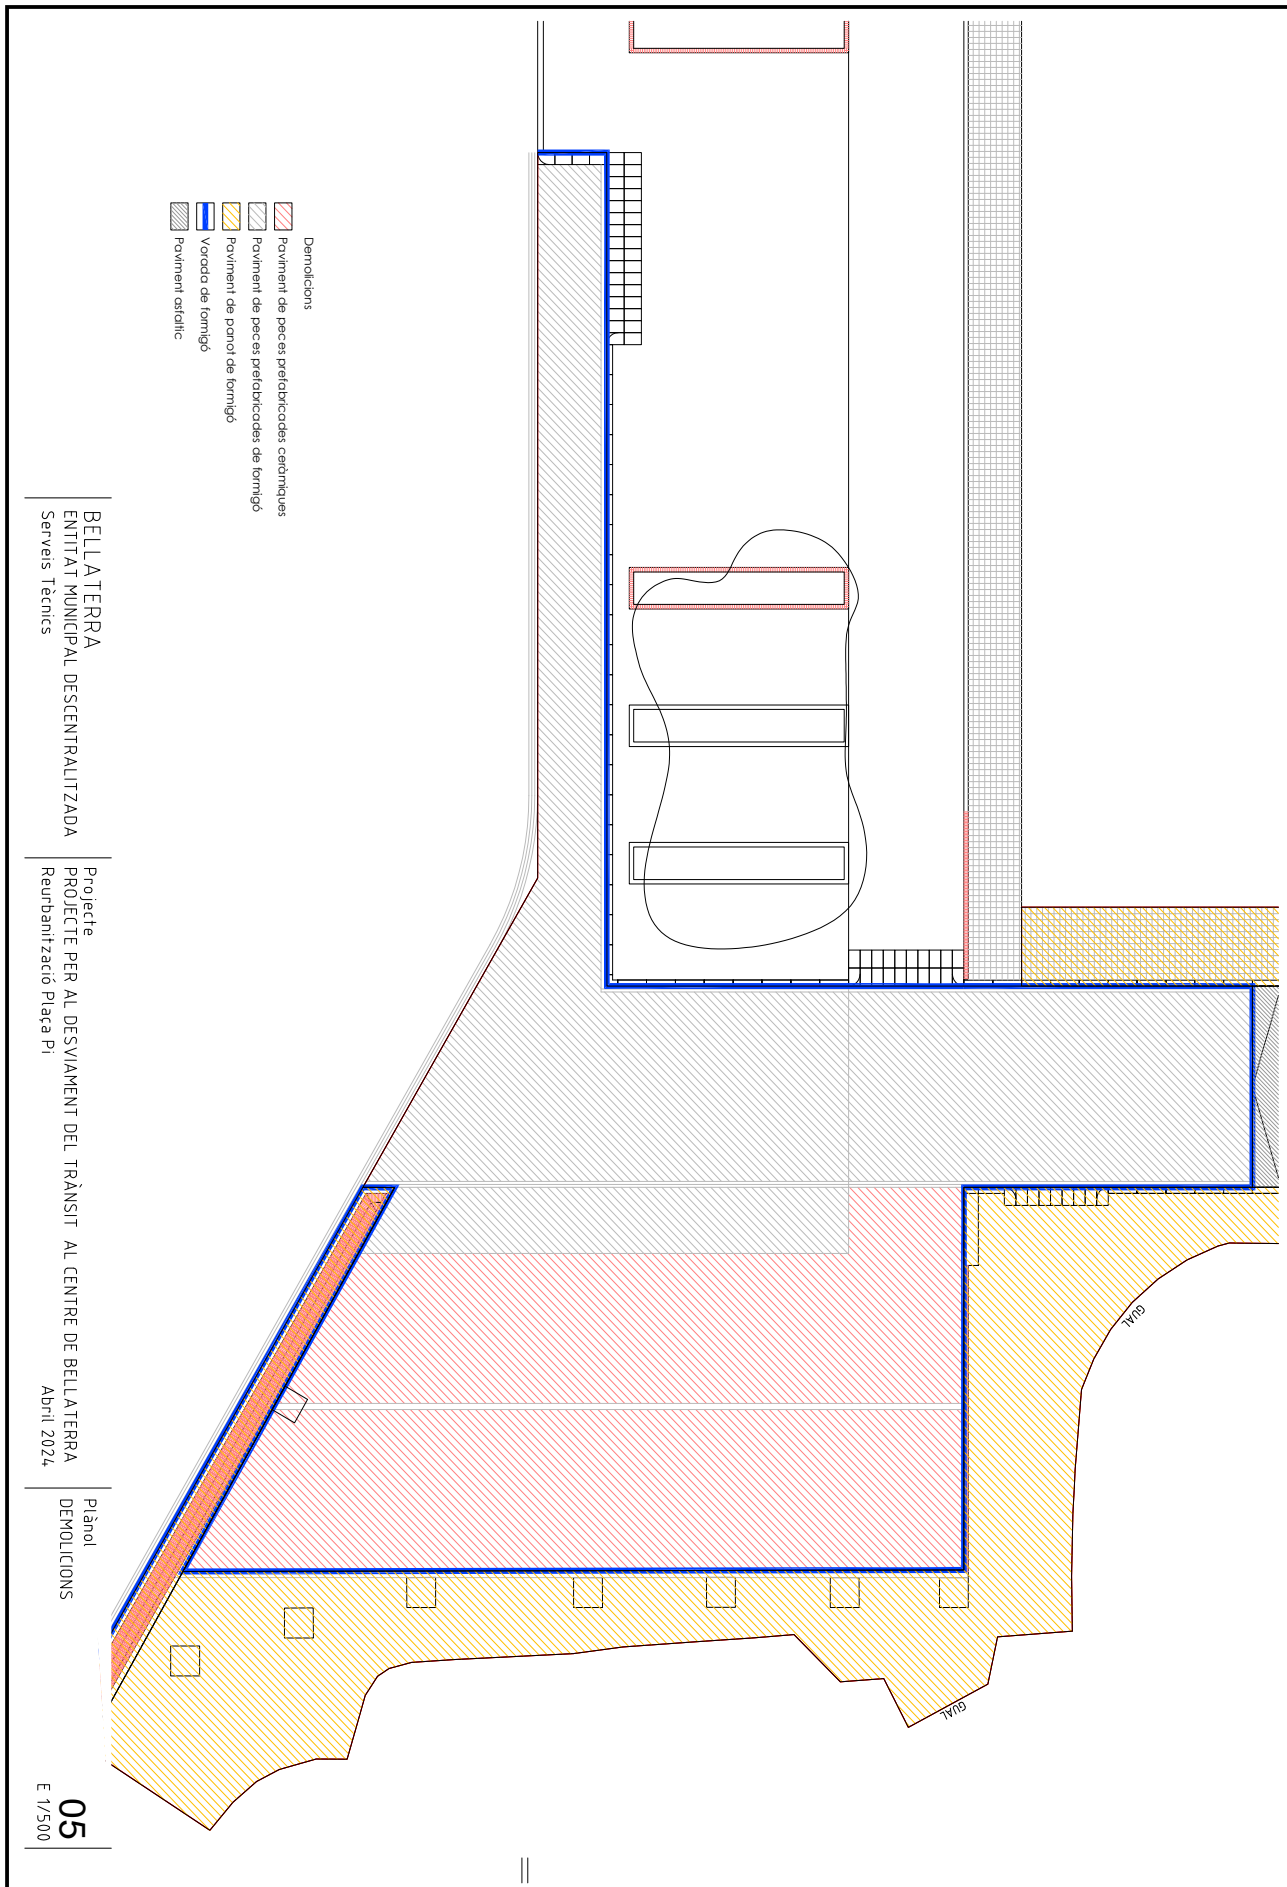 Demolicions
Paviment de peces prefabricades ceràmiques
Paviment de peces prefabricades de formigó
Paviment de panot de formigó
Vorada de formigó
Paviment asfaltic
GUAL
GUAL
BELLATERRA
ENTITAT MUNICIPAL DESCENTRALITZADA
Serveis Tècnics
Projecte
PROJECTE PER AL DESVIAMENT DEL TRÀNSIT AL CENTRE DE BELLATERRA
Reurbanització Plaça Pi
Abril 2024
Plànol
DEMOLICIONS
05
E 1/500